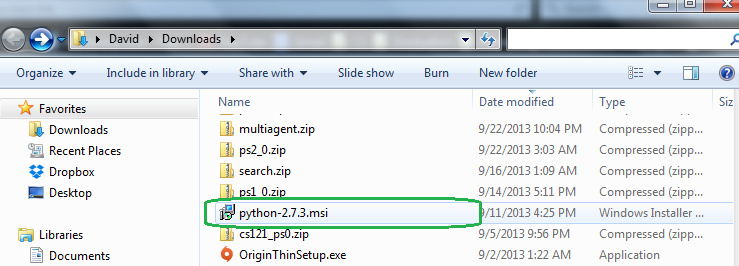 David Downloads
Organize Include in library Share with Slide show Burn New folder
Favorites
Downloads
Recent Places
Dropbox
Desktop
Libraries
Documents
Name Date modified Type Siz
multiagent.zip 9/22/2013 10:04 PM Compressed (zipp...
ps2_0.zip 9/22/2013 3:03 AM Compressed (zipp...
search.zip 9/16/2013 1:09 AM Compressed (zipp...
ps1_0.zip 9/14/2013 5:11 PM Compressed (zipp...
python-2.7.3.msi 9/11/2013 4:25 PM Windows Installer ...
cs121_ps0.zip 9/5/2013 9:56 PM Compressed (zipp...
OriginThinSetup.exe 9/2/2013 1:22 AM Application